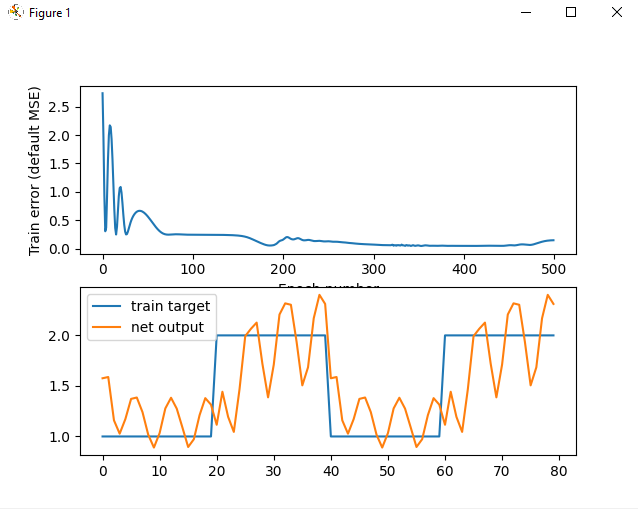 Figure 1
Train error (default MSE)
2.5
2.0
1.5
1.0
0.5
0.0
0 100 200 300 400 500
Epoch number
train target
net output
2.0
1.5
1.0
0 10 20 30 40 50 60 70 80